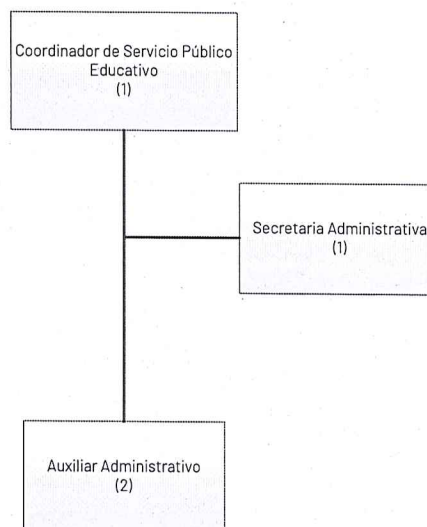 Coordinador de Servicio Público
Educativo
(1)
Secretaria Administrativa
(1)
Auxiliar Administrativo
(2)